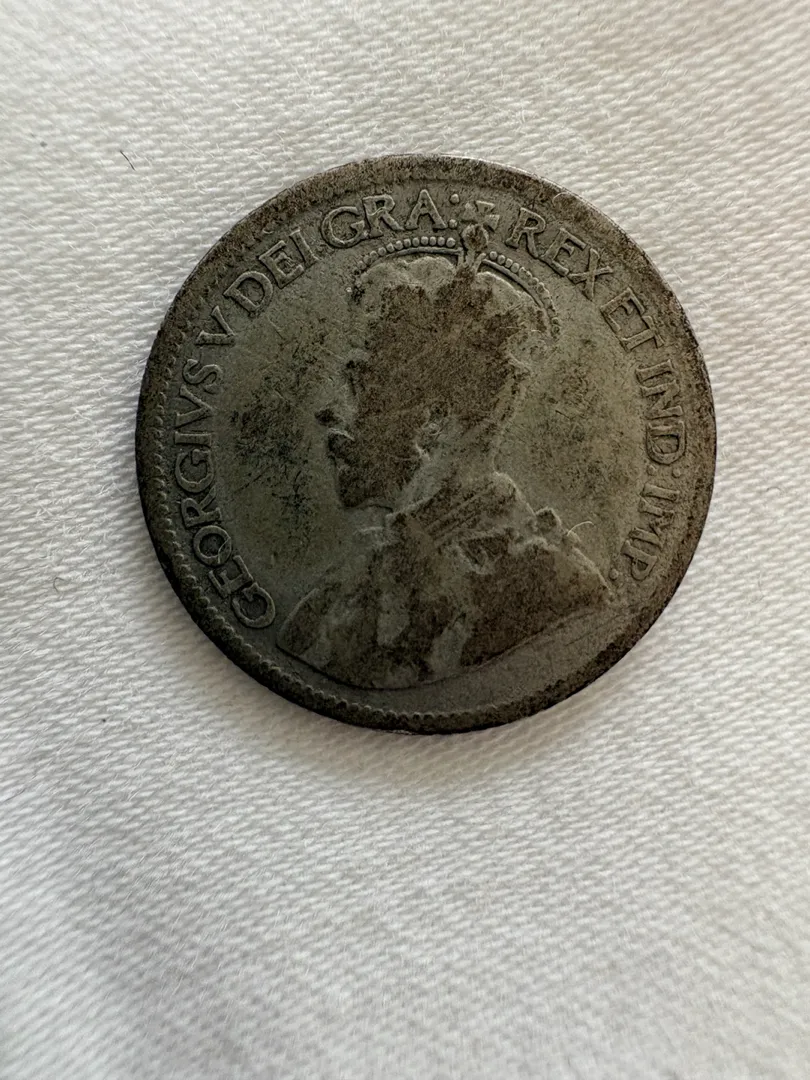 GEORGIVS V DEI GRA: REX ET IND: IMP: